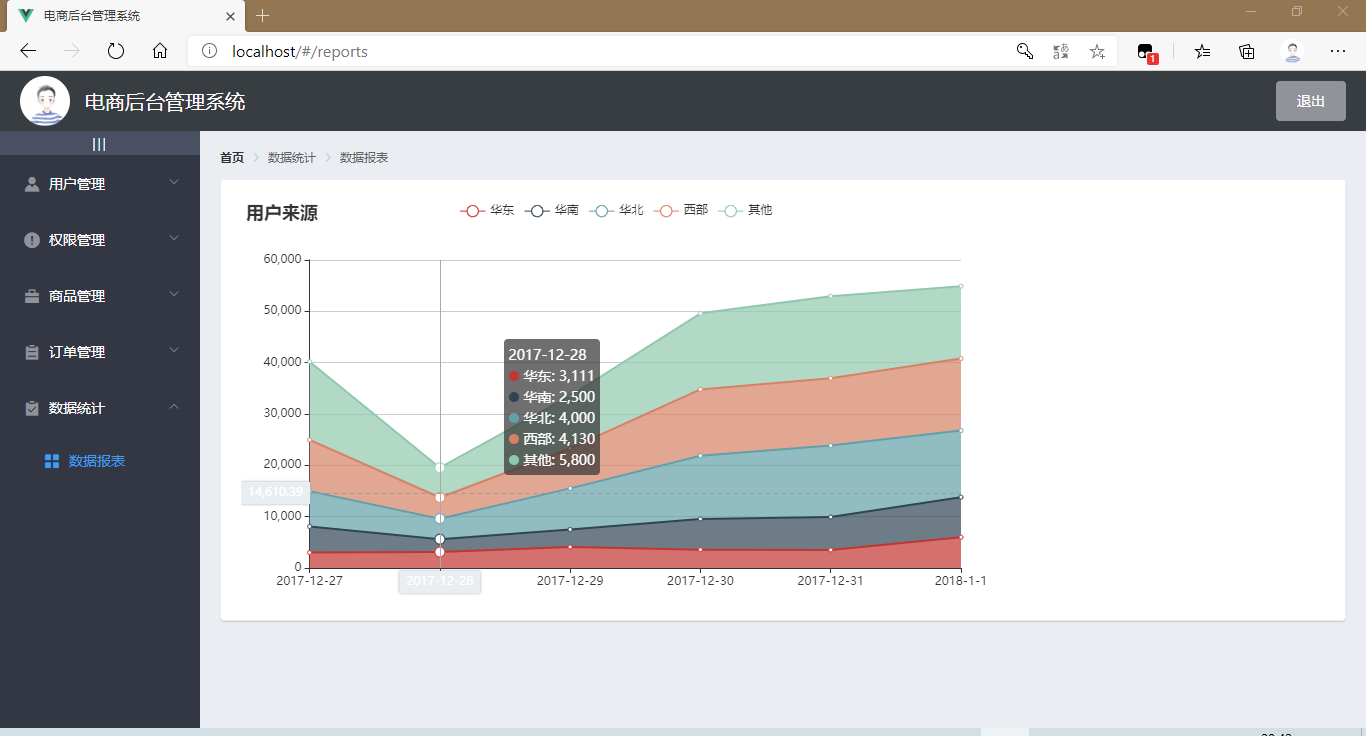 电商后台管理系统
localhost/#/reports
1
电商后台管理系统
退出
首页 数据统计 数据报表
用户管理
权限管理
商品管理
订单管理
数据统计
数据报表
用户来源
华东 华南 华北 西部 其他
60,000
50,000
40,000
30,000
20,000
14,610.39
10,000
0
2017-12-28
华东: 3,111
华南: 2,500
华北: 4,000
西部: 4,130
其他: 5,800
2017-12-27 2017-12-28 2017-12-29 2017-12-30 2017-12-31 2018-1-1